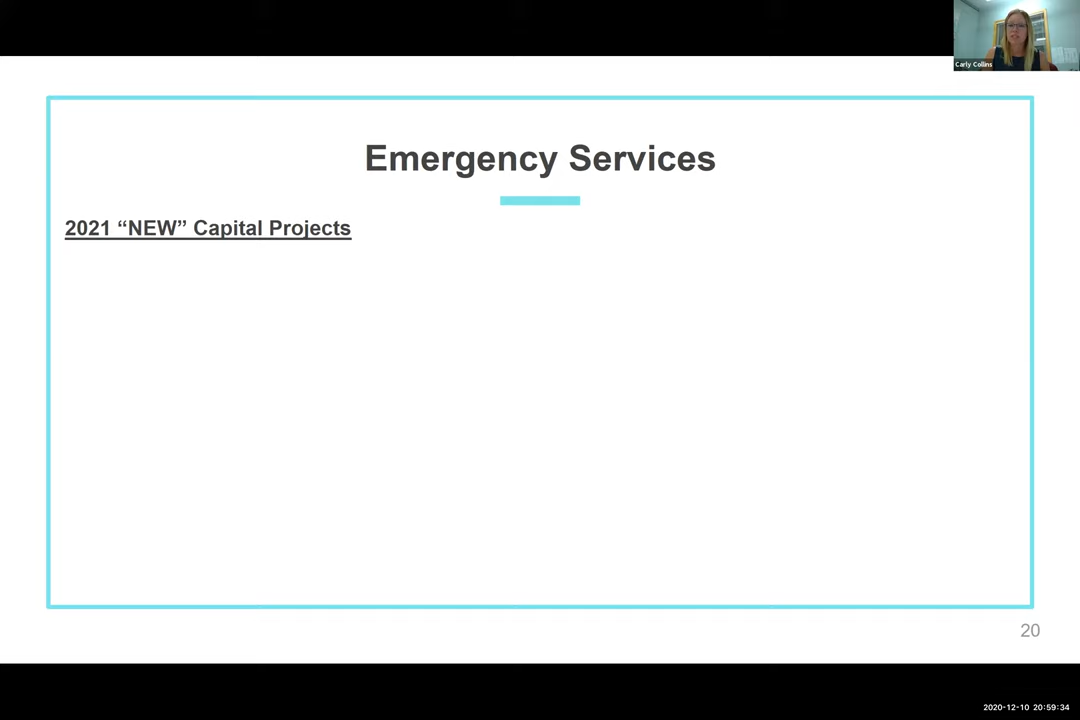 Carly Collins
Emergency Services
2021 “NEW” Capital Projects
20
2020-12-10 20:59:34